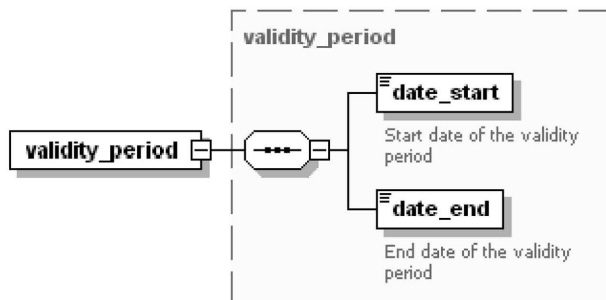 validity_period
validity_period
date_start
Start date of the validity
period
date_end
End date of the validity
period